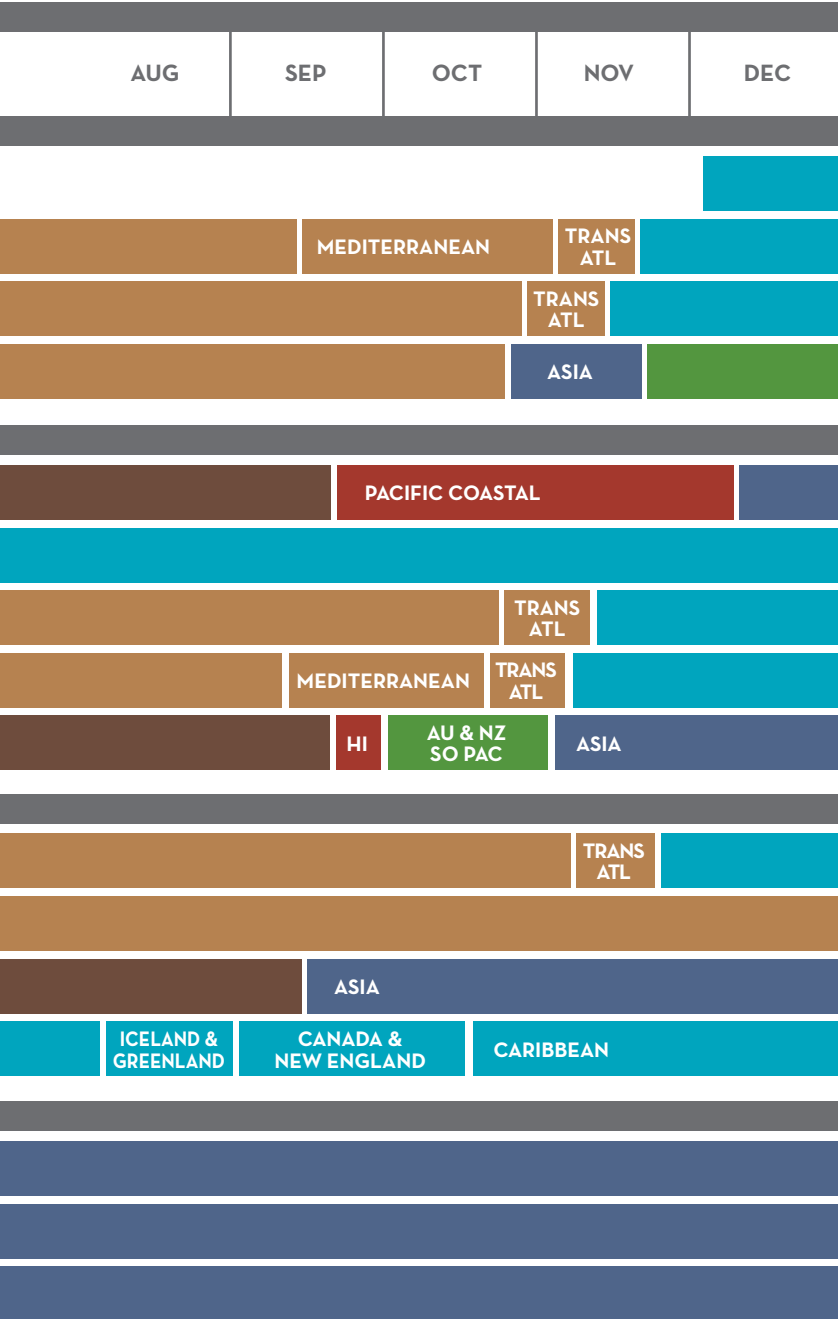 AUG SEP OCT NOV DEC
MEDITERRANEAN
TRANS
ATL
TRANS
ATL
ASIA
PACIFIC COASTAL
TRANS
ATL
MEDITERRANEAN
TRANS
ATL
HI
AU & NZ
SO PAC
ASIA
TRANS
ATL
ASIA
ICELAND &
GREENLAND
CANADA &
NEW ENGLAND
CARIBBEAN